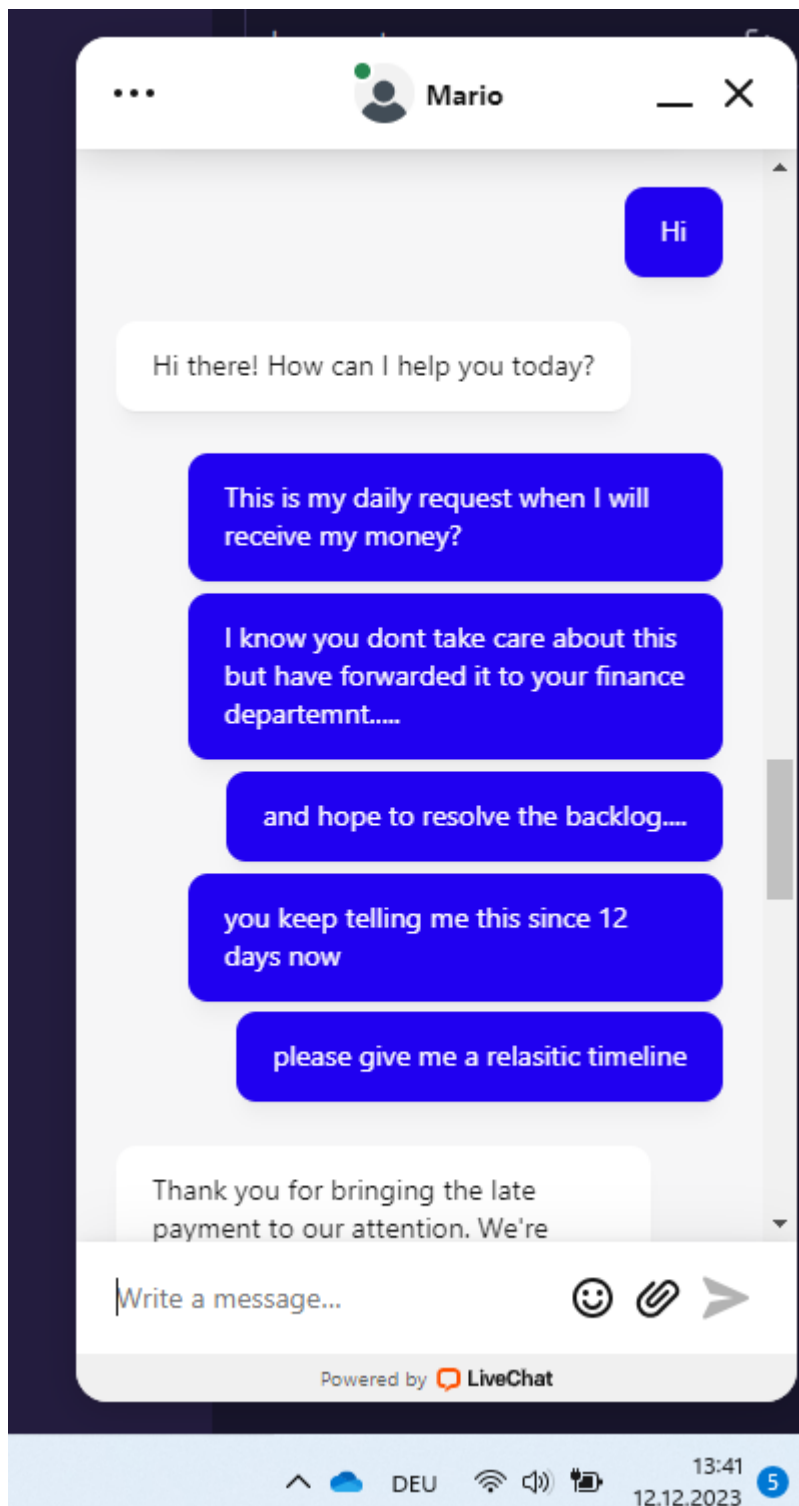 Mario
Hi
Hi there! How can I help you today?
This is my daily request when I will
receive my money?
I know you dont take care about this
but have forwarded it to your finance
departemnt.....
and hope to resolve the backlog....
you keep telling me this since 12
days now
please give me a relasitic timeline
Thank you for bringing the late
payment to our attention. We're
Write a message...
Powered by LiveChat
DEU
13:41
12.12.2023
5